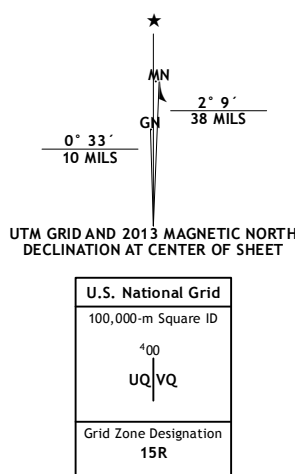 ★
MN
GN
2° 9´
38 MILS
0° 33´
10 MILS
UTM GRID AND 2013 MAGNETIC NORTH
DECLINATION AT CENTER OF SHEET
U.S. National Grid
100,000-m Square ID
⁴00
UQ VQ
Grid Zone Designation
15R